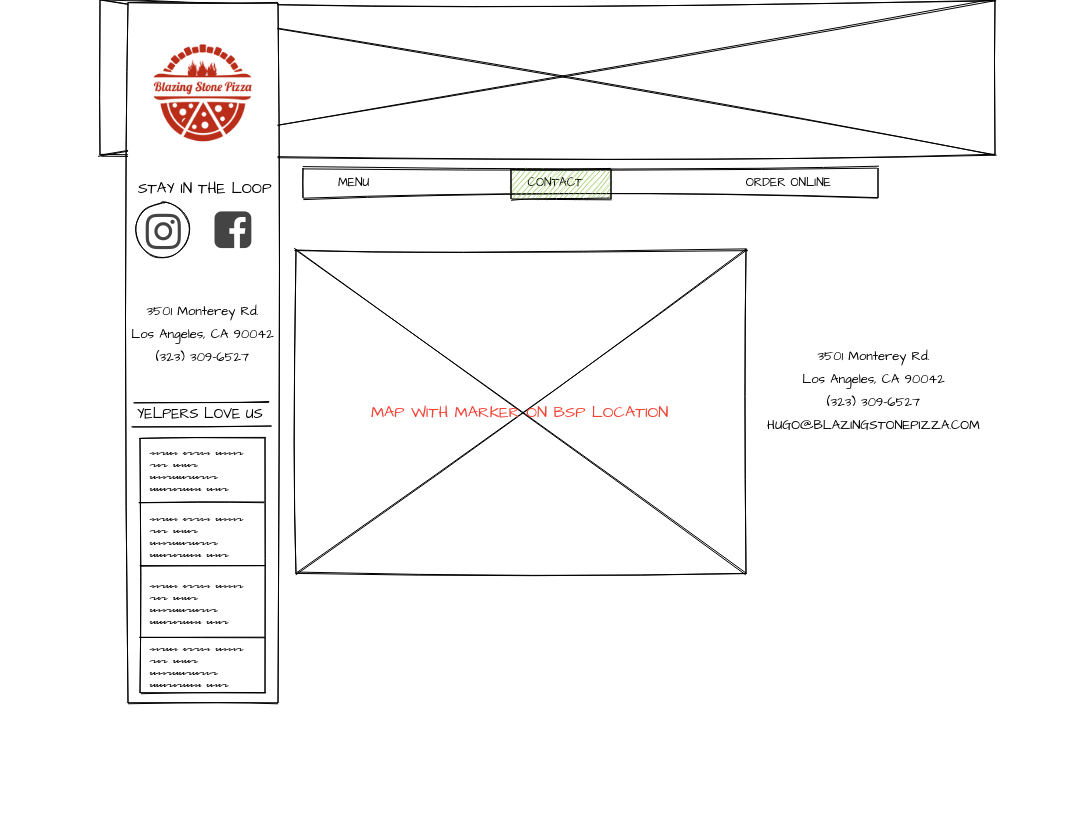 Blazing Stone Pizza
STAY IN THE LOOP
3501 Monterey Rd.
Los Angeles, CA 90042
(323) 309-6527
YELPERS LOVE US
MENU
CONTACT
ORDER ONLINE
MAP WITH MARKER ON BSP LOCATION
3501 Monterey Rd.
Los Angeles, CA 90042
(323) 309-6527
HUGO@BLAZINGSTONEPIZZA.COM